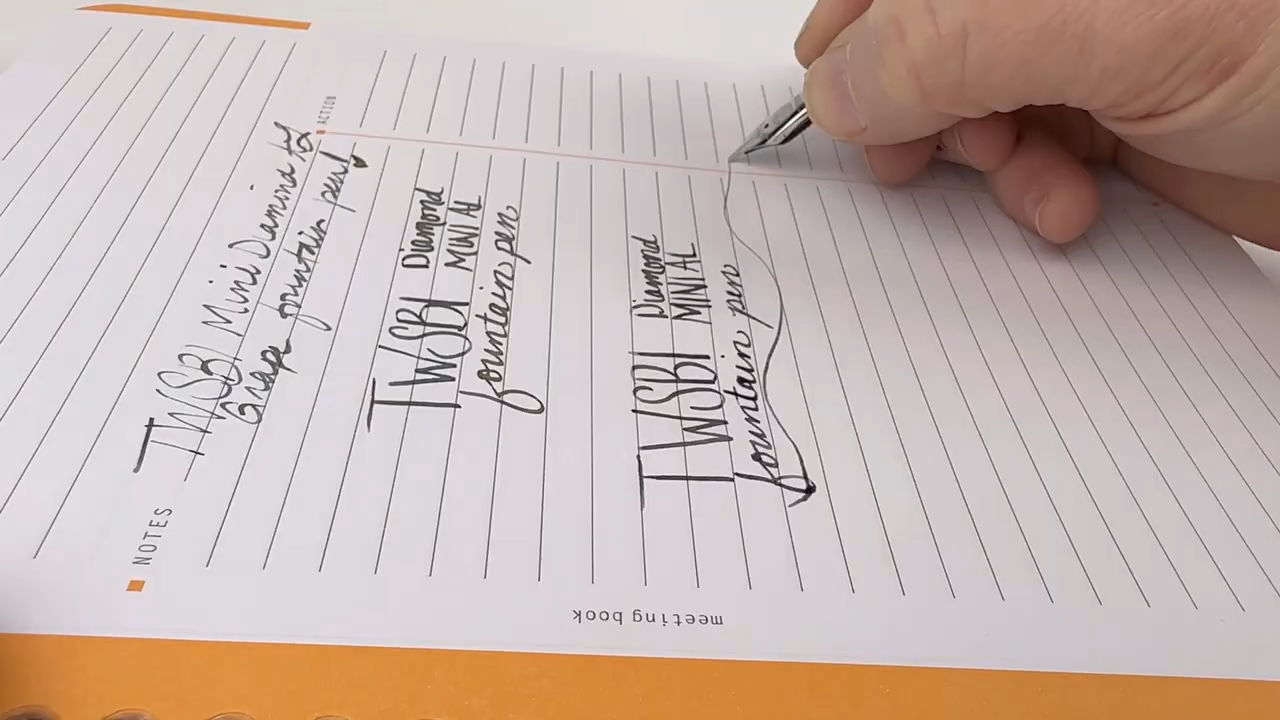 NOTES
ACTION
TWSBI Mini Diamond
Grape fountain pen!
TWSBI Diamond
MINI AL
fountain pen
TWSBI Diamond
MINI AL
fountain pen
meeting book